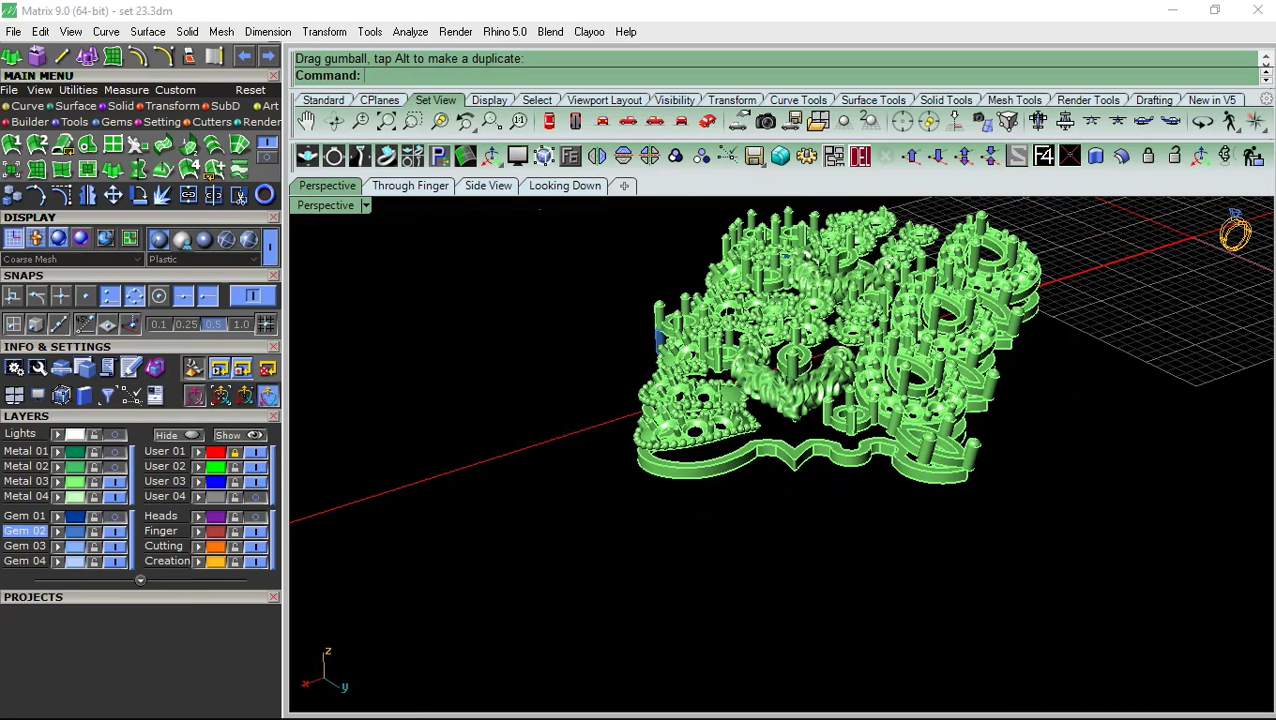 Matrix 9.0 (64-bit) - set 23.3dm
File Edit View Curve Surface Solid Mesh Dimension Transform Tools Analyze Render Rhino 5.0 Blend Clayoo Help
Drag gumball, tap Alt to make a duplicate:
Command:
MAIN MENU
File View Utilities Measure Custom Reset
Curve Surface Solid Transform SubD Art
Builder Tools Gems Setting Cutters Render
Standard CPlanes Set View Display Select Viewport Layout Visibility Transform Curve Tools Surface Tools Solid Tools Mesh Tools Render Tools Drafting New in V5
Perspective Through Finger Side View Looking Down
Perspective
DISPLAY
Coarse Mesh Plastic
SNAPS
0.1 0.25 0.5 1.0
INFO & SETTINGS
LAYERS
Lights Hide Show
Metal 01 User 01
Metal 02 User 02
Metal 03 User 03
Metal 04 User 04
Gem 01 Heads
Gem 02 Finger
Gem 03 Cutting
Gem 04 Creation
PROJECTS
z
x y